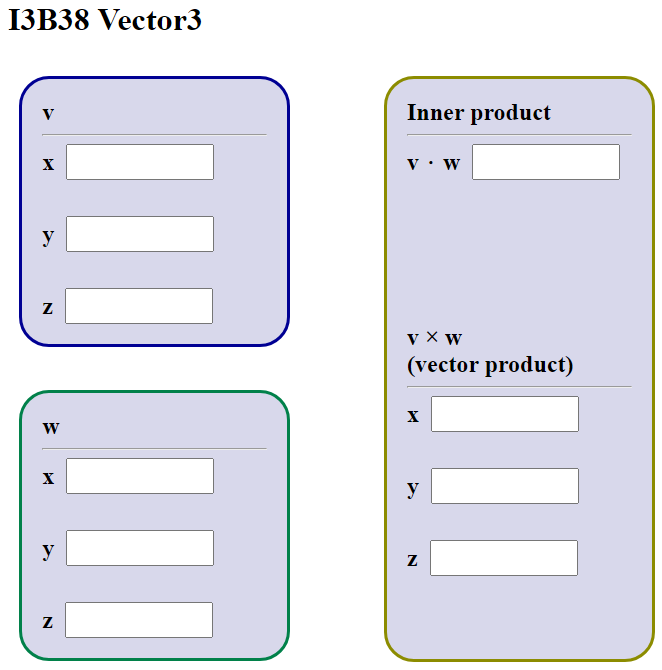 I3B38 Vector3
v
x
y
z
w
x
y
z
Inner product
v · w
v × w
(vector product)
x
y
z